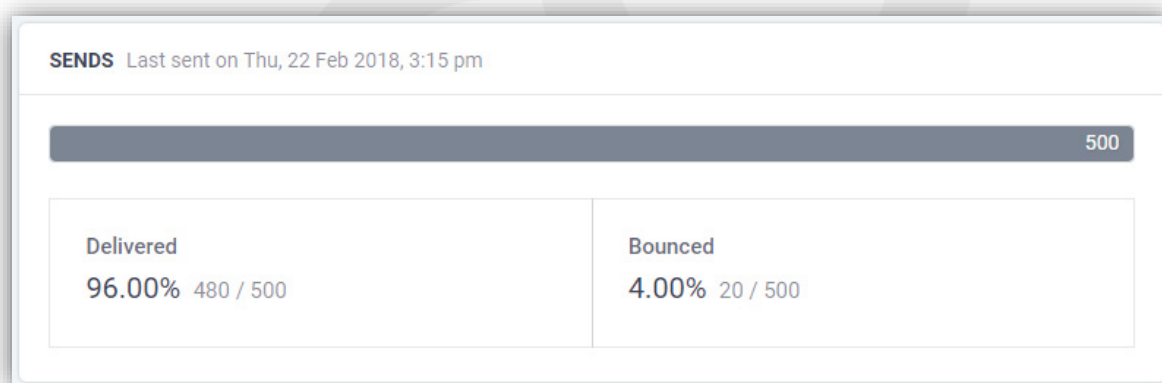 SENDS Last sent on Thu, 22 Feb 2018, 3:15 pm
500
Delivered
96.00% 480 / 500
Bounced
4.00% 20 / 500